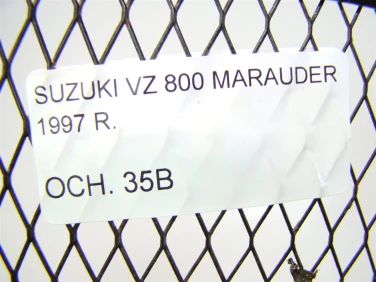 SUZUKI VZ 800 MARAUDER
1997 R.
OCH. 35B